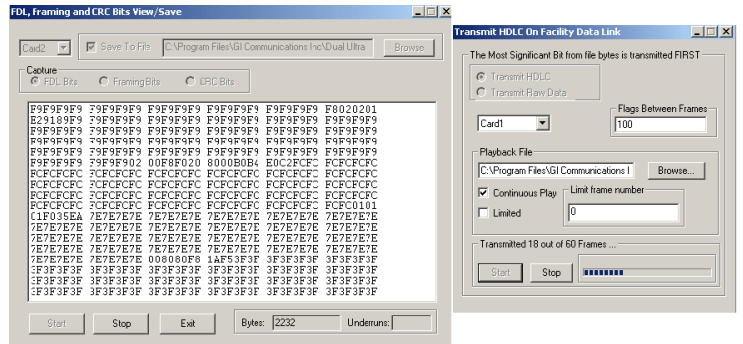 FDL, Framing and CRC Bits View/Save
Card2
Save To File
C:\Program Files\GI Communications Inc\Dual Ultra
Browse
Capture
FDL Bits
Framing Bits
CRC Bits
F9F9F9F9 F9F9F9F9 F9F9F9F9 F9F9F9F9 F9F9F9F9 F8020201
E29189F9 F9F9F9F9 F9F9F9F9 F9F9F9F9 F9F9F9F9 F9F9F9F9
F9F9F9F9 F9F9F9F9 F9F9F9F9 F9F9F9F9 F9F9F9F9 F9F9F9F9
F9F9F9F9 F9F9F9F9 F9F9F9F9 F9F9F9F9 F9F9F9F9 F9F9F9F9
F9F9F9F9 F9F9F9F9 F9F9F9F9 F9F9F9F9 F9F9F9F9 F9F9F9F9
F9F9F9F9 F9F9F902 00F8F020 8000B0B4 E0C2FCFC FCFCFCFC
FCFCFCFC FCFCFCFC FCFCFCFC FCFCFCFC FCFCFCFC FCFCFCFC
FCFCFCFC FCFCFCFC FCFCFCFC FCFCFCFC FCFCFCFC FCFCFCFC
FCFCFCFC FCFCFCFC FCFCFCFC FCFCFCFC FCFCFCFC FCFCFCFC
FCFCFCFC FCFCFCFC FCFCFCFC FCFCFCFC FCFCFCFC FCFC0101
C1F035EA 7E7E7E7E 7E7E7E7E 7E7E7E7E 7E7E7E7E 7E7E7E7E
7E7E7E7E 7E7E7E7E 7E7E7E7E 7E7E7E7E 7E7E7E7E 7E7E7E7E
7E7E7E7E 7E7E7E7E 7E7E7E7E 7E7E7E7E 7E7E7E7E 7E7E7E7E
7E7E7E7E 7E7E7E7E 7E7E7E7E 7E7E7E7E 7E7E7E7E 7E7E7E7E
7E7E7E7E 7E7E7E7E 008080F8 1AF53F3F 3F3F3F3F 3F3F3F3F
3F3F3F3F 3F3F3F3F 3F3F3F3F 3F3F3F3F 3F3F3F3F 3F3F3F3F
3F3F3F3F 3F3F3F3F 3F3F3F3F 3F3F3F3F 3F3F3F3F 3F3F3F3F
3F3F3F3F 3F3F3F3F 3F3F3F3F 3F3F3F3F 3F3F3F3F 3F3F3F3F
Start
Stop
Exit
Bytes: 2232
Underruns:
Transmit HDLC On Facility Data Link
The Most Significant Bit from file bytes is transmitted FIRST
Transmit HDLC
Transmit Raw Data
Card1
Flags Between Frames
100
Playback File
C:\Program Files\GI Communications I
Browse...
Continuous Play
Limit frame number
Limited
0
Transmitted 18 out of 60 Frames ...
Start
Stop